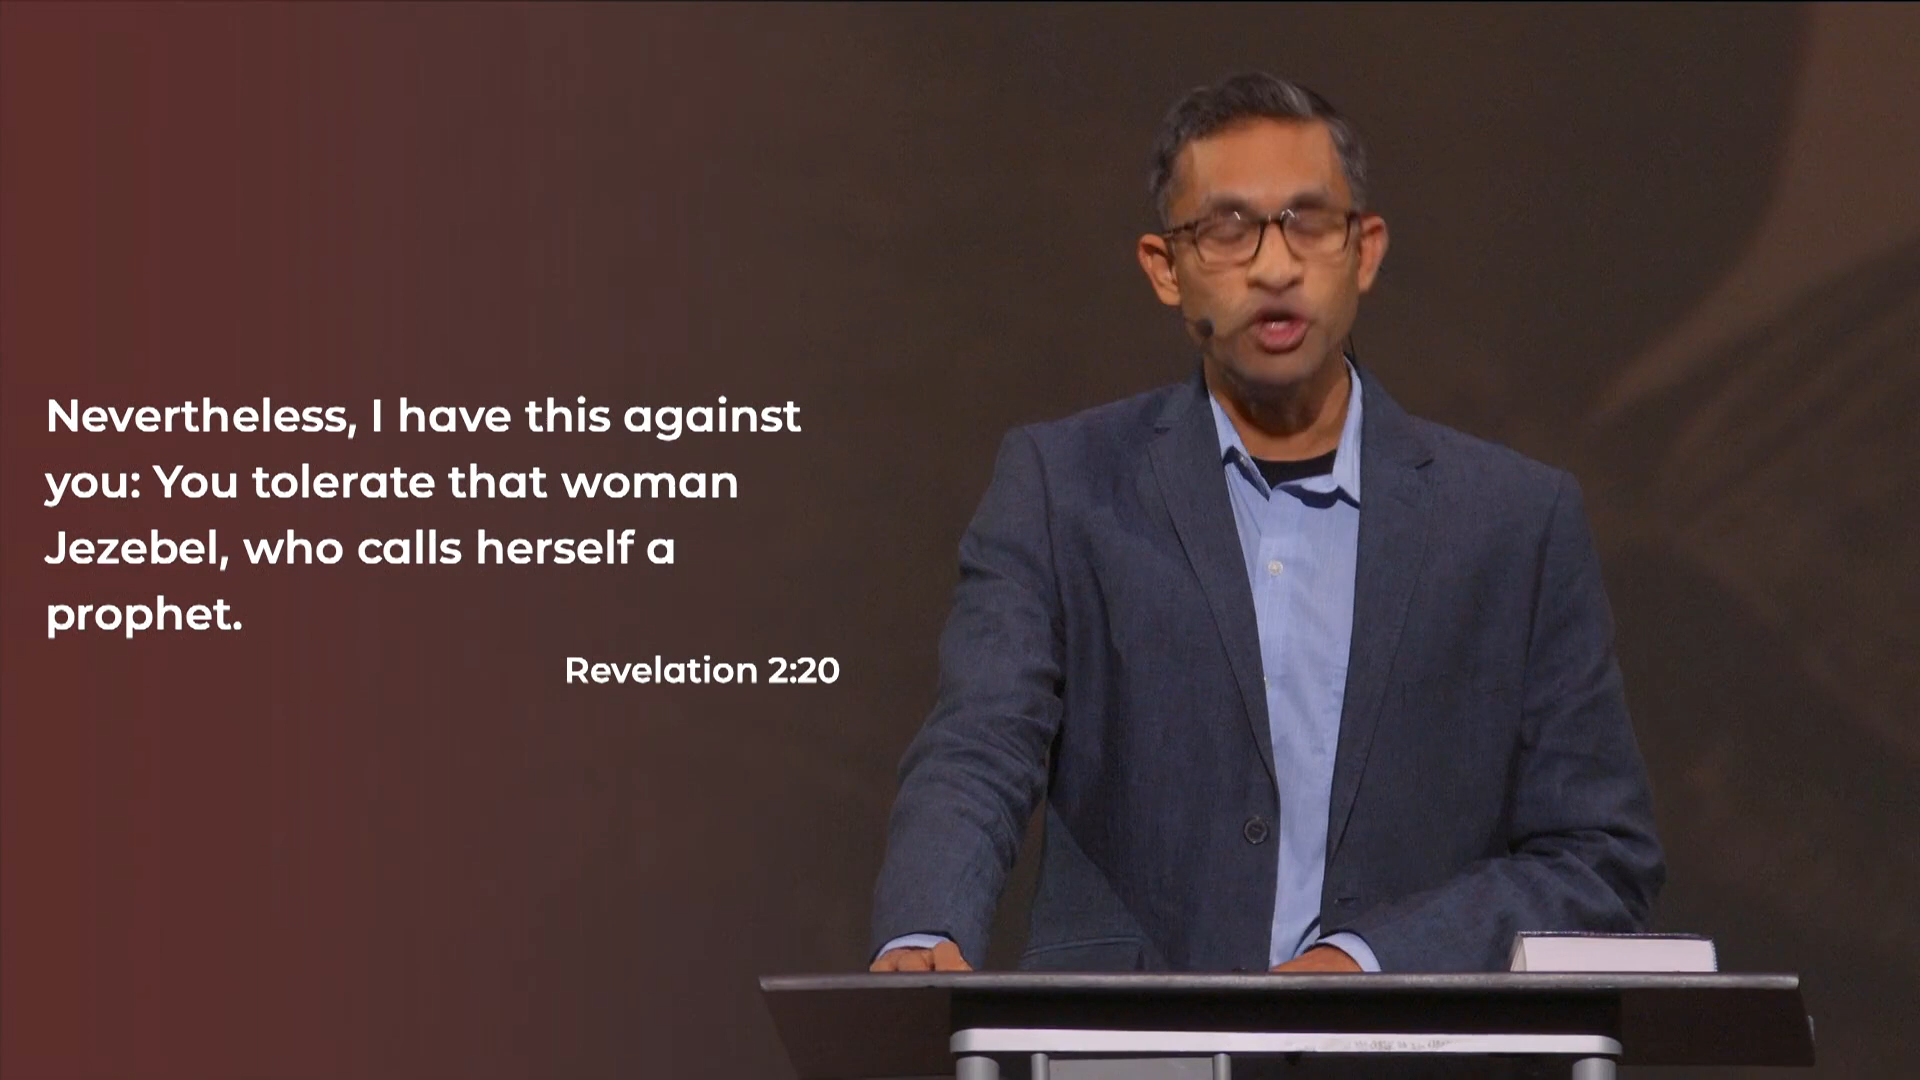 Nevertheless, I have this against
you: You tolerate that woman
Jezebel, who calls herself a
prophet.
Revelation 2:20